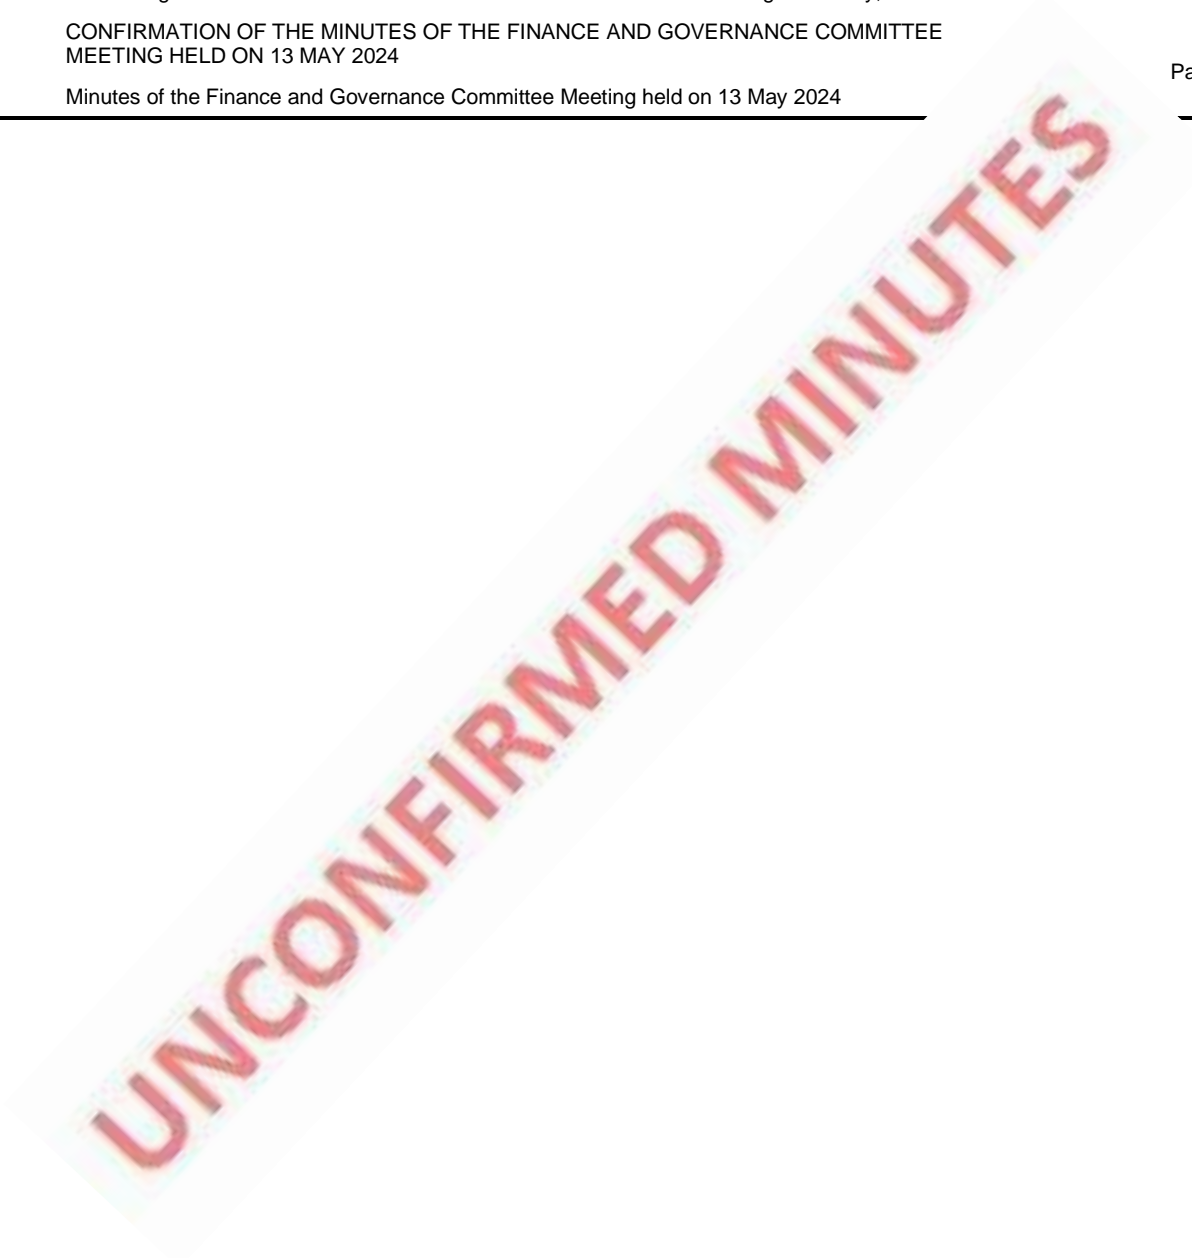 CONFIRMATION OF THE MINUTES OF THE FINANCE AND GOVERNANCE COMMITTEE
MEETING HELD ON 13 MAY 2024
Minutes of the Finance and Governance Committee Meeting held on 13 May 2024
UNCONFIRMED MINUTES